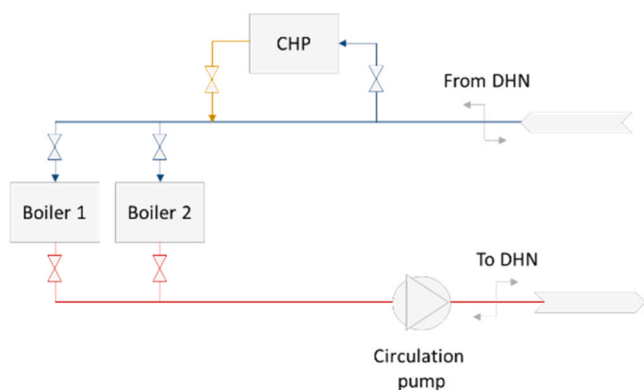 CHP
From DHN
Boiler 1
Boiler 2
To DHN
Circulation
pump